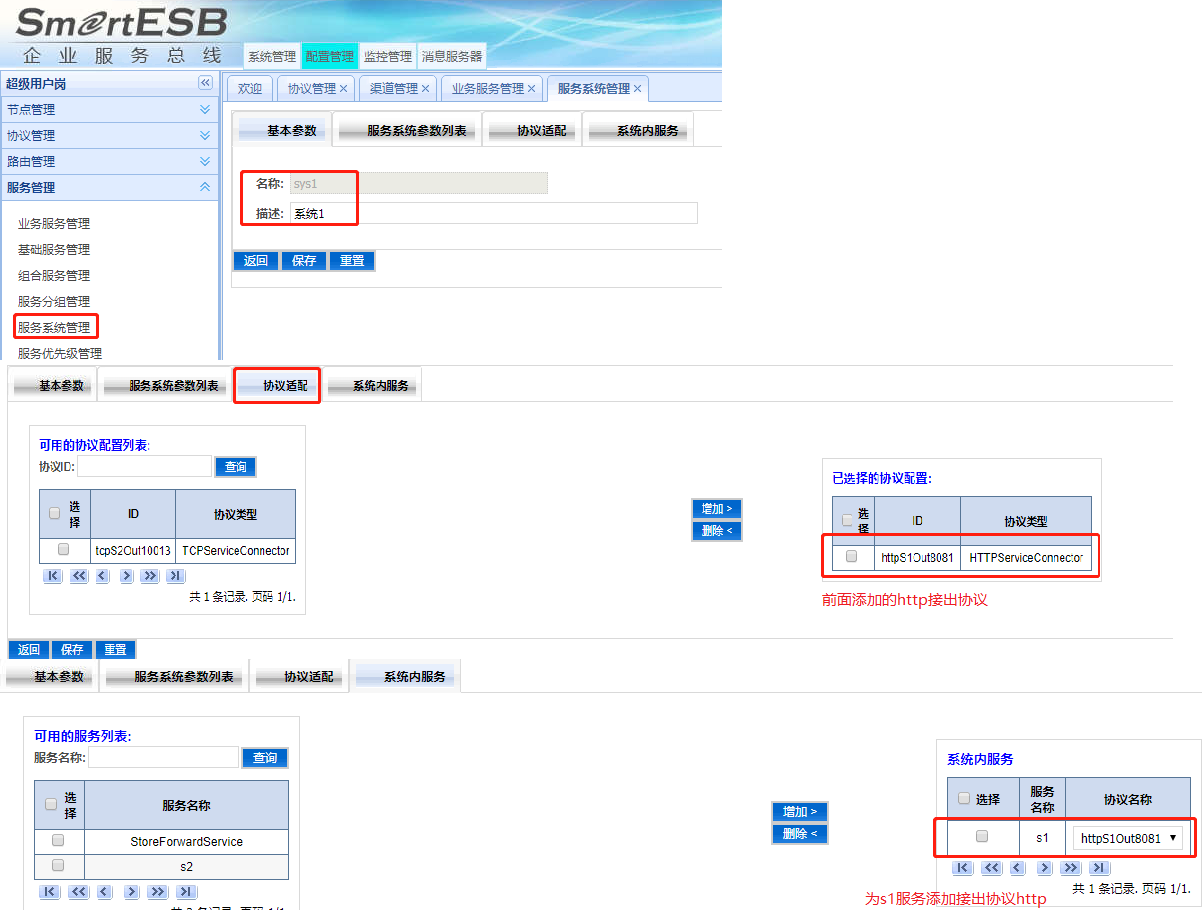 SmartESB
企业服务总线
系统管理 配置管理 监控管理 消息服务器
超级用户岗
节点管理
协议管理
路由管理
服务管理
业务服务管理
基础服务管理
组合服务管理
服务分组管理
服务系统管理
服务优先级管理
欢迎 协议管理 × 渠道管理 × 业务服务管理 × 服务系统管理 ×
基本参数 服务系统参数列表 协议适配 系统内服务
名称: sys1
描述: 系统1
返回 保存 重置
基本参数 服务系统参数列表 协议适配 系统内服务
可用的协议配置列表:
协议ID: 查询
选择 ID 协议类型
tcpS2Out10013 TCPServiceConnector
共 1 条记录. 页码 1/1.
增加 >
删除 <
已选择的协议配置:
选择 ID 协议类型
httpS1Out8081 HTTPServiceConnector
前面添加的http接出协议
返回 保存 重置
基本参数 服务系统参数列表 协议适配 系统内服务
可用的服务列表:
服务名称: 查询
选择 服务名称
StoreForwardService
s2
增加 >
删除 <
系统内服务
选择 服务名称 协议名称
s1 httpS1Out8081
共 1 条记录. 页码 1/1.
为s1服务添加接出协议http